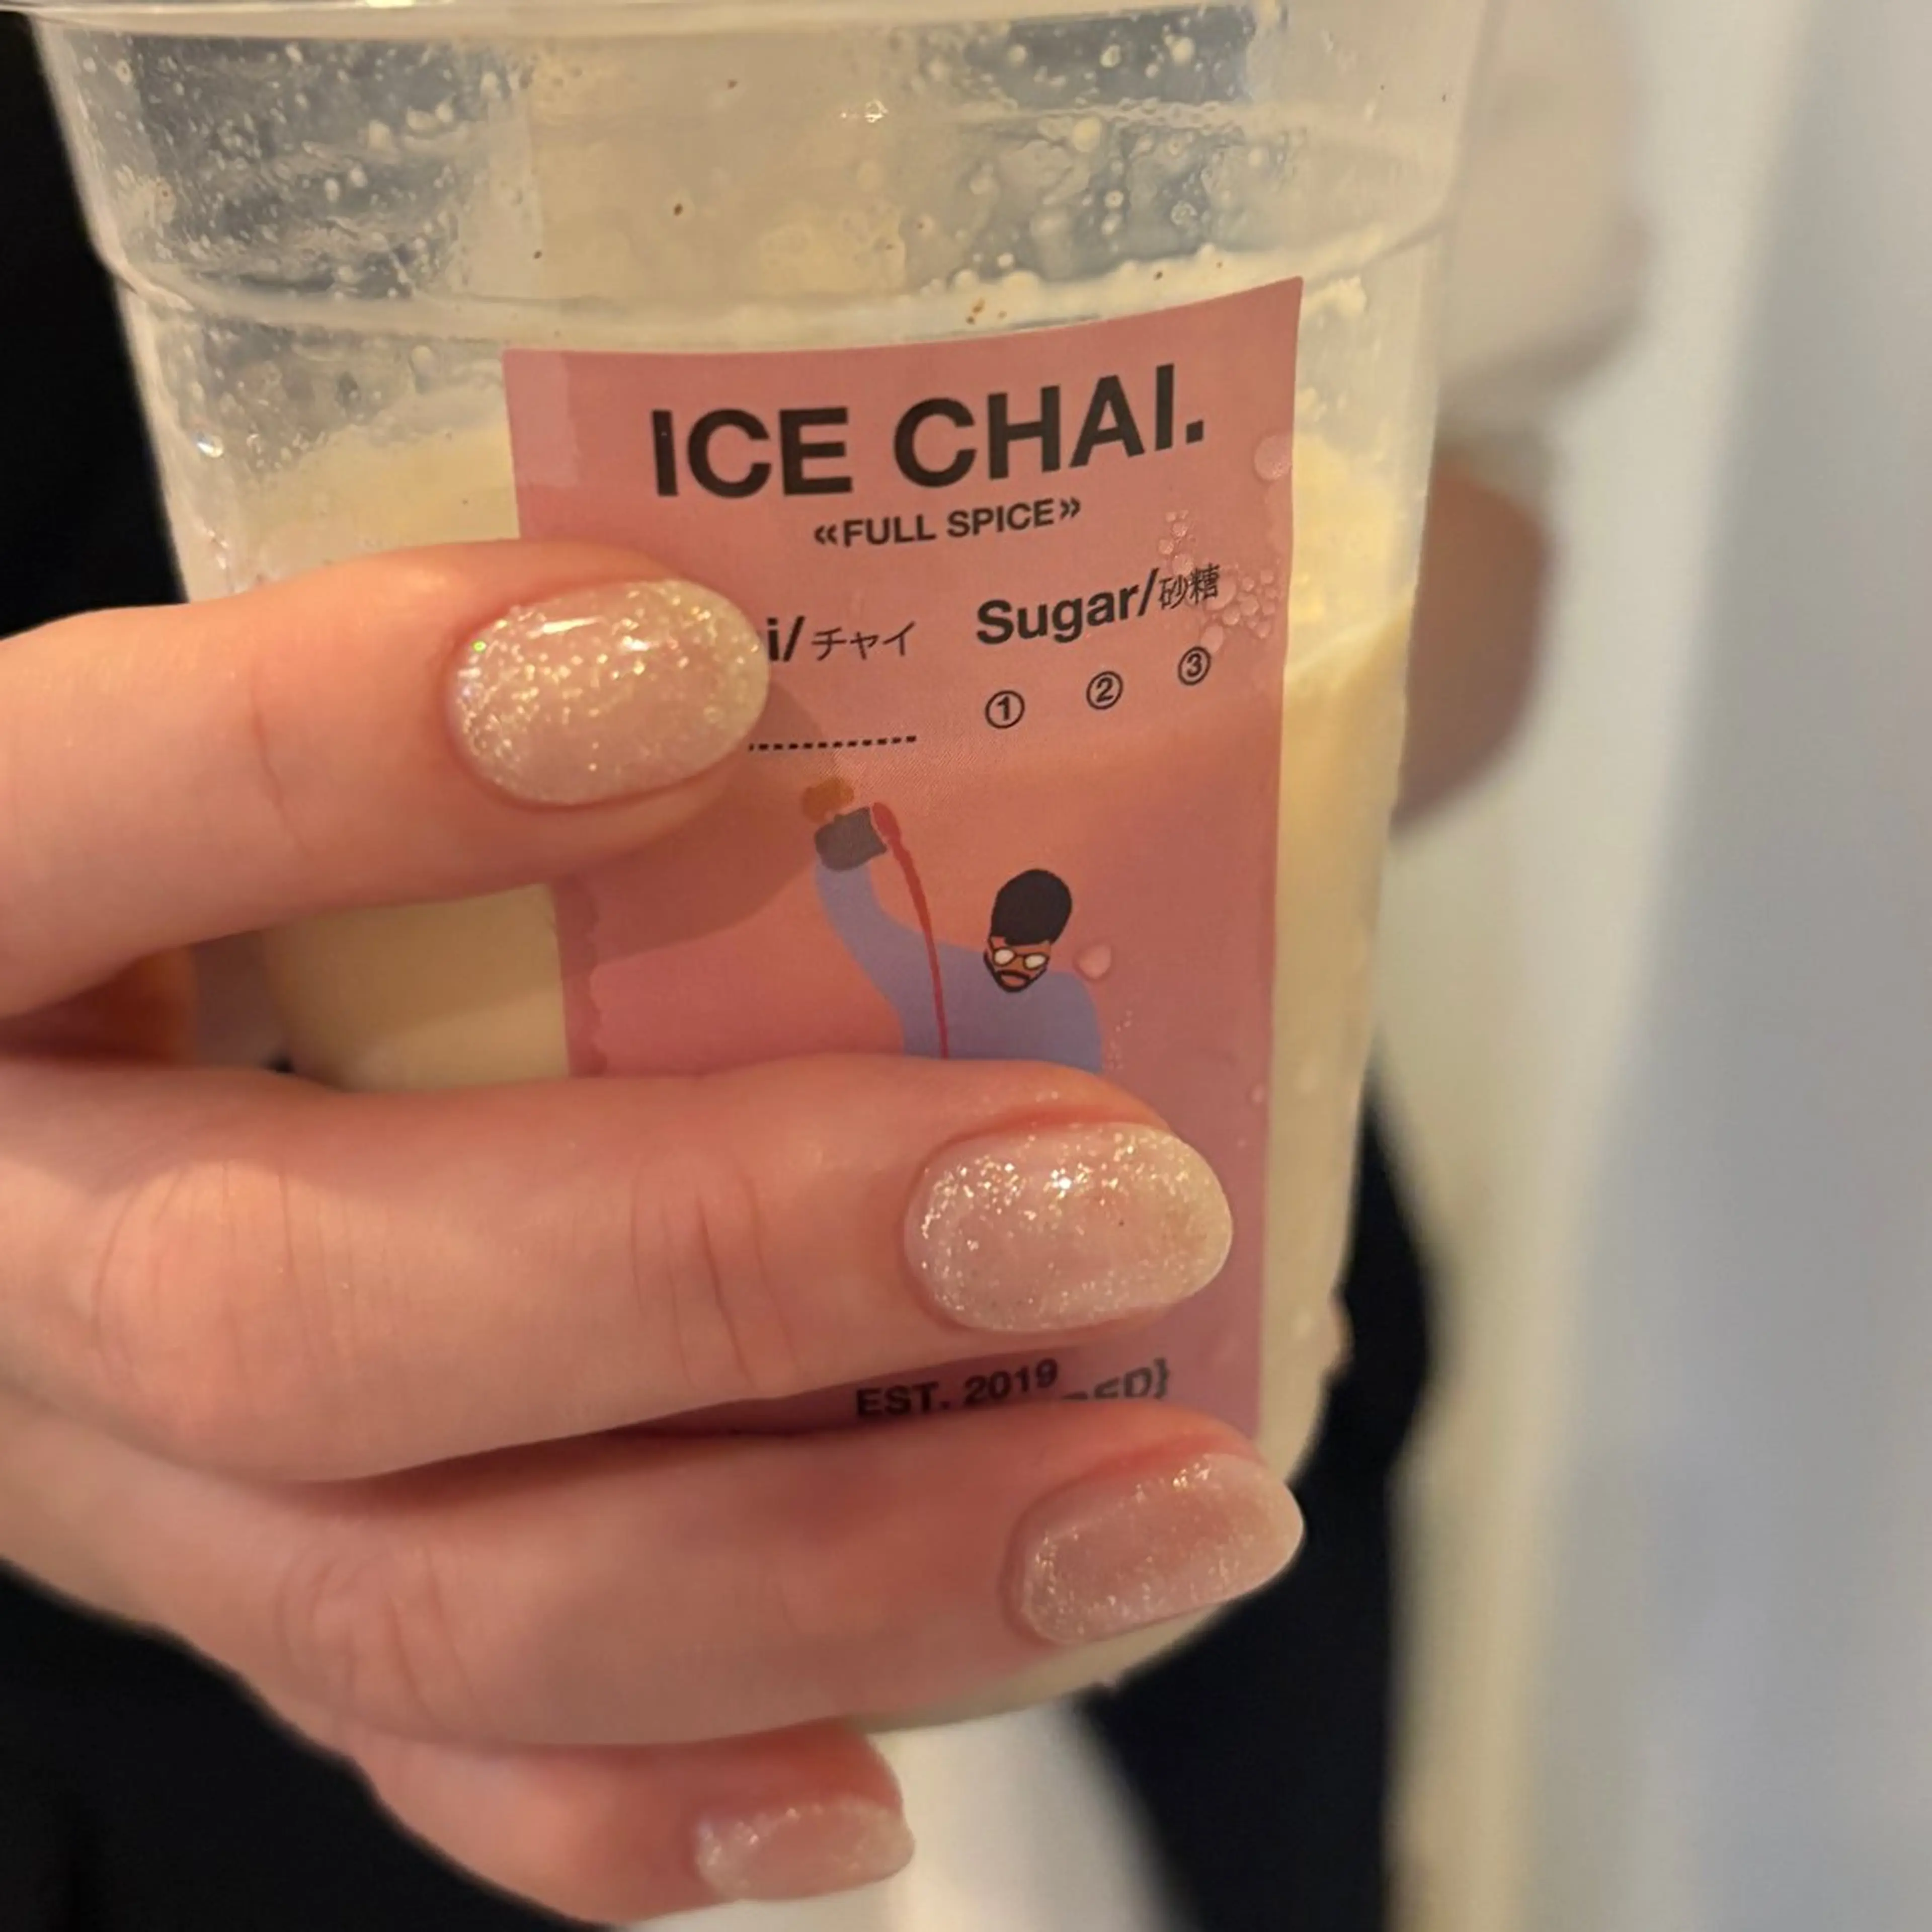 ICE CHAI.
«FULL SPICE»
チャイ Sugar/砂糖
① ② ③
EST. 2019